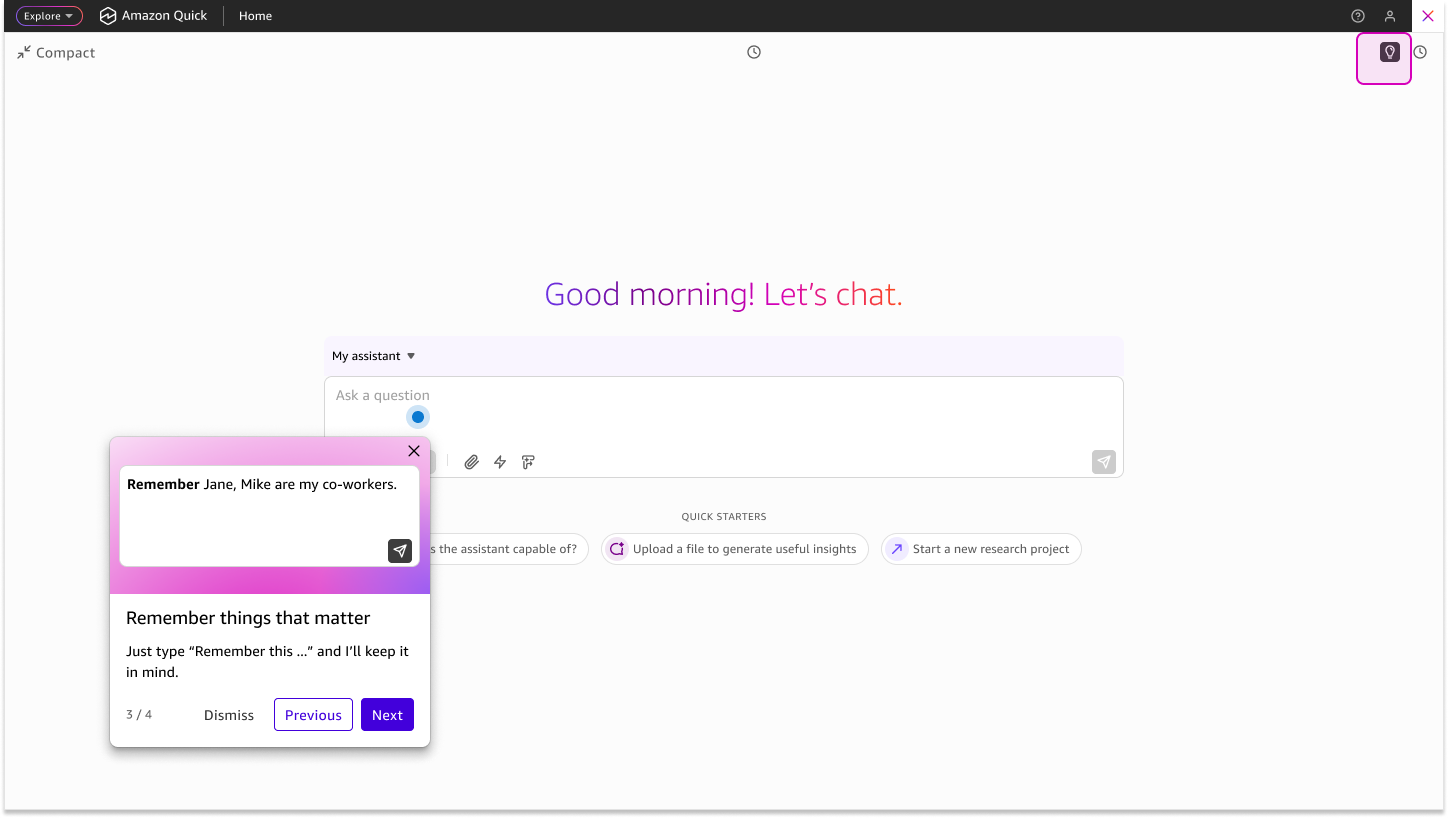 Explore
Amazon Quick
Home
Compact
Good morning! Let’s chat.
My assistant
Ask a question
Remember Jane, Mike are my co-workers.
QUICK STARTERS
s the assistant capable of?
Upload a file to generate useful insights
Start a new research project
Remember things that matter
Just type “Remember this ...” and I’ll keep it
in mind.
3 / 4
Dismiss
Previous
Next